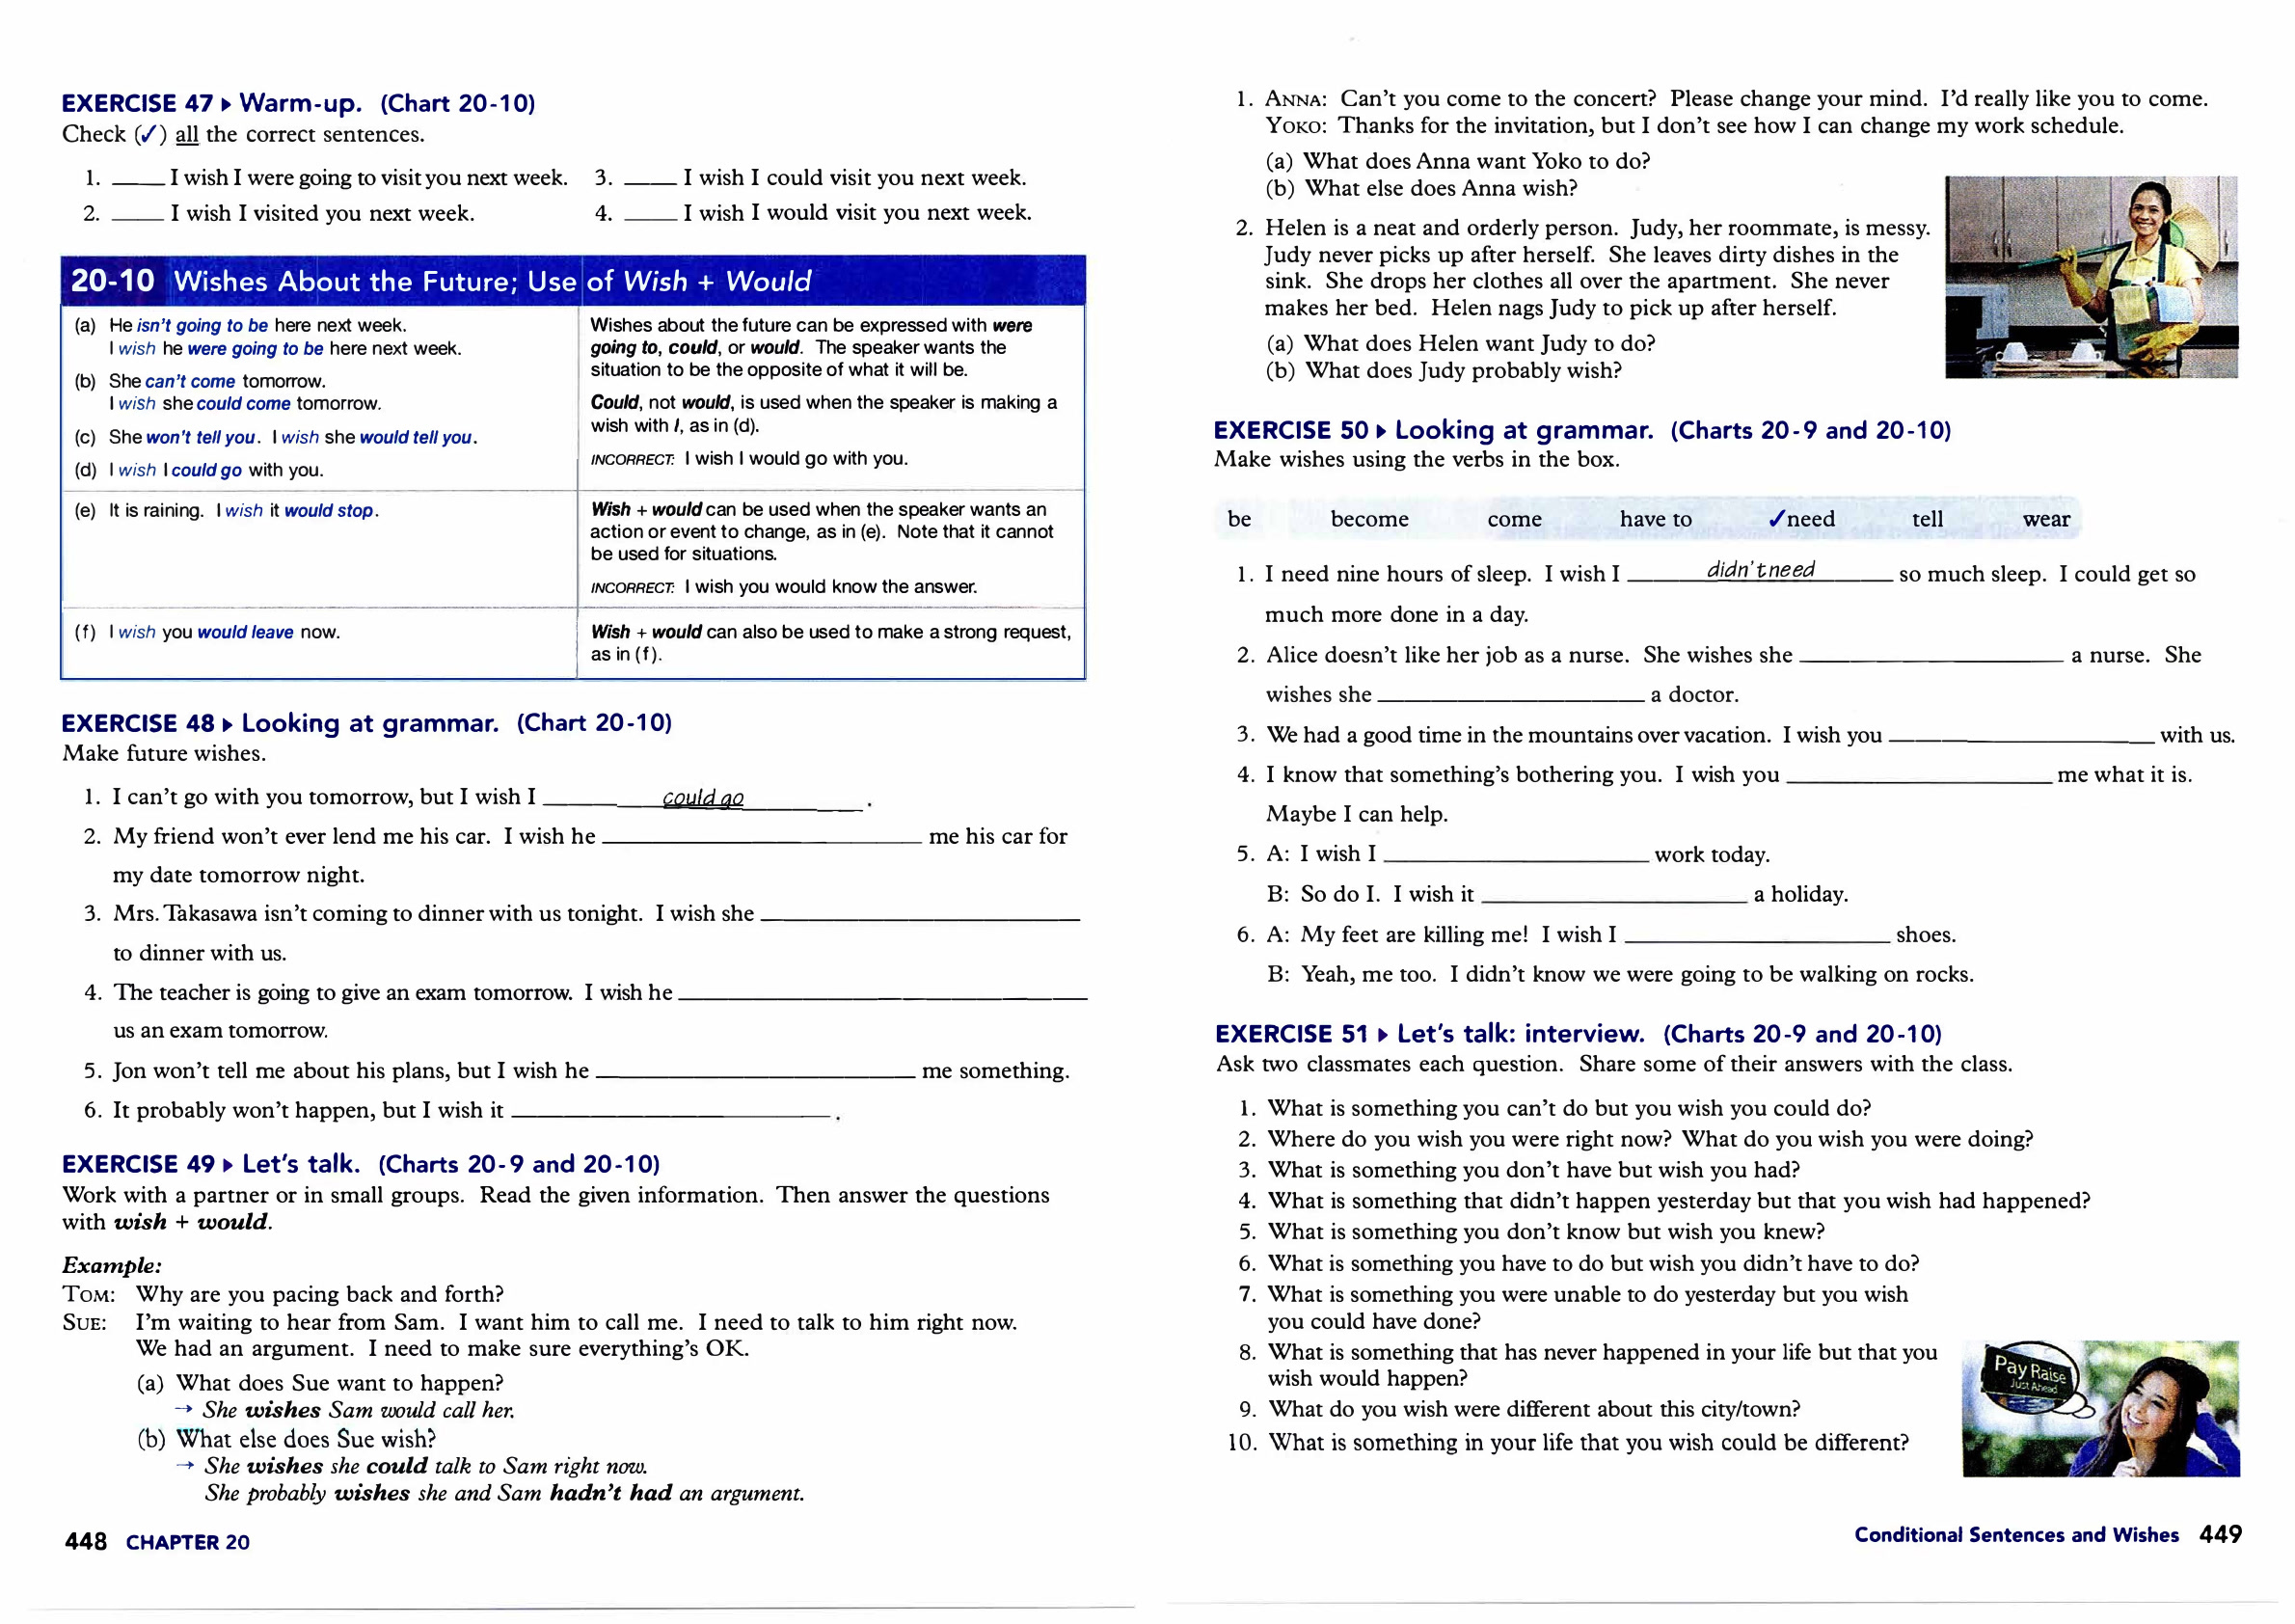 EXERCISE 47 ▸ Warm-up. (Chart 20-10)
Check (✓) all the correct sentences.
1. ____ I wish I were going to visit you next week.
2. ____ I wish I visited you next week.
3. ____ I wish I could visit you next week.
4. ____ I wish I would visit you next week.
20-10 Wishes About the Future; Use of Wish + Would
(a) He isn't going to be here next week.
I wish he were going to be here next week.
(b) She can't come tomorrow.
I wish she could come tomorrow.
(c) She won't tell you. I wish she would tell you.
(d) I wish I could go with you.
Wishes about the future can be expressed with were
going to, could, or would. The speaker wants the
situation to be the opposite of what it will be.
Could, not would, is used when the speaker is making a
wish with I, as in (d).
INCORRECT: I wish I would go with you.
(e) It is raining. I wish it would stop.
Wish + would can be used when the speaker wants an
action or event to change, as in (e). Note that it cannot
be used for situations.
INCORRECT: I wish you would know the answer.
(f) I wish you would leave now.
Wish + would can also be used to make a strong request,
as in (f).
EXERCISE 48 ▸ Looking at grammar. (Chart 20-10)
Make future wishes.
1. I can't go with you tomorrow, but I wish I ____ could go ____.
2. My friend won't ever lend me his car. I wish he ____ me his car for
my date tomorrow night.
3. Mrs. Takasawa isn't coming to dinner with us tonight. I wish she ____
to dinner with us.
4. The teacher is going to give an exam tomorrow. I wish he ____
us an exam tomorrow.
5. Jon won't tell me about his plans, but I wish he ____ me something.
6. It probably won't happen, but I wish it ____.
EXERCISE 49 ▸ Let's talk. (Charts 20-9 and 20-10)
Work with a partner or in small groups. Read the given information. Then answer the questions
with wish + would.
Example:
TOM: Why are you pacing back and forth?
SUE: I'm waiting to hear from Sam. I want him to call me. I need to talk to him right now.
We had an argument. I need to make sure everything's OK.
(a) What does Sue want to happen?
→ She wishes Sam would call her.
(b) What else does Sue wish?
→ She wishes she could talk to Sam right now.
She probably wishes she and Sam hadn't had an argument.
448 CHAPTER 20
1. ANNA: Can't you come to the concert? Please change your mind. I'd really like you to come.
YOKO: Thanks for the invitation, but I don't see how I can change my work schedule.
(a) What does Anna want Yoko to do?
(b) What else does Anna wish?
2. Helen is a neat and orderly person. Judy, her roommate, is messy.
Judy never picks up after herself. She leaves dirty dishes in the
sink. She drops her clothes all over the apartment. She never
makes her bed. Helen nags Judy to pick up after herself.
(a) What does Helen want Judy to do?
(b) What does Judy probably wish?
EXERCISE 50 ▸ Looking at grammar. (Charts 20-9 and 20-10)
Make wishes using the verbs in the box.
be become come have to ✓need tell wear
1. I need nine hours of sleep. I wish I ____ didn't need ____ so much sleep. I could get so
much more done in a day.
2. Alice doesn't like her job as a nurse. She wishes she ____ a nurse. She
wishes she ____ a doctor.
3. We had a good time in the mountains over vacation. I wish you ____ with us.
4. I know that something's bothering you. I wish you ____ me what it is.
Maybe I can help.
5. A: I wish I ____ work today.
B: So do I. I wish it ____ a holiday.
6. A: My feet are killing me! I wish I ____ shoes.
B: Yeah, me too. I didn't know we were going to be walking on rocks.
EXERCISE 51 ▸ Let's talk: interview. (Charts 20-9 and 20-10)
Ask two classmates each question. Share some of their answers with the class.
1. What is something you can't do but you wish you could do?
2. Where do you wish you were right now? What do you wish you were doing?
3. What is something you don't have but wish you had?
4. What is something that didn't happen yesterday but that you wish had happened?
5. What is something you don't know but wish you knew?
6. What is something you have to do but wish you didn't have to do?
7. What is something you were unable to do yesterday but you wish
you could have done?
8. What is something that has never happened in your life but that you
wish would happen?
9. What do you wish were different about this city/town?
10. What is something in your life that you wish could be different?
Pay Raise
Just Ahead
Conditional Sentences and Wishes 449